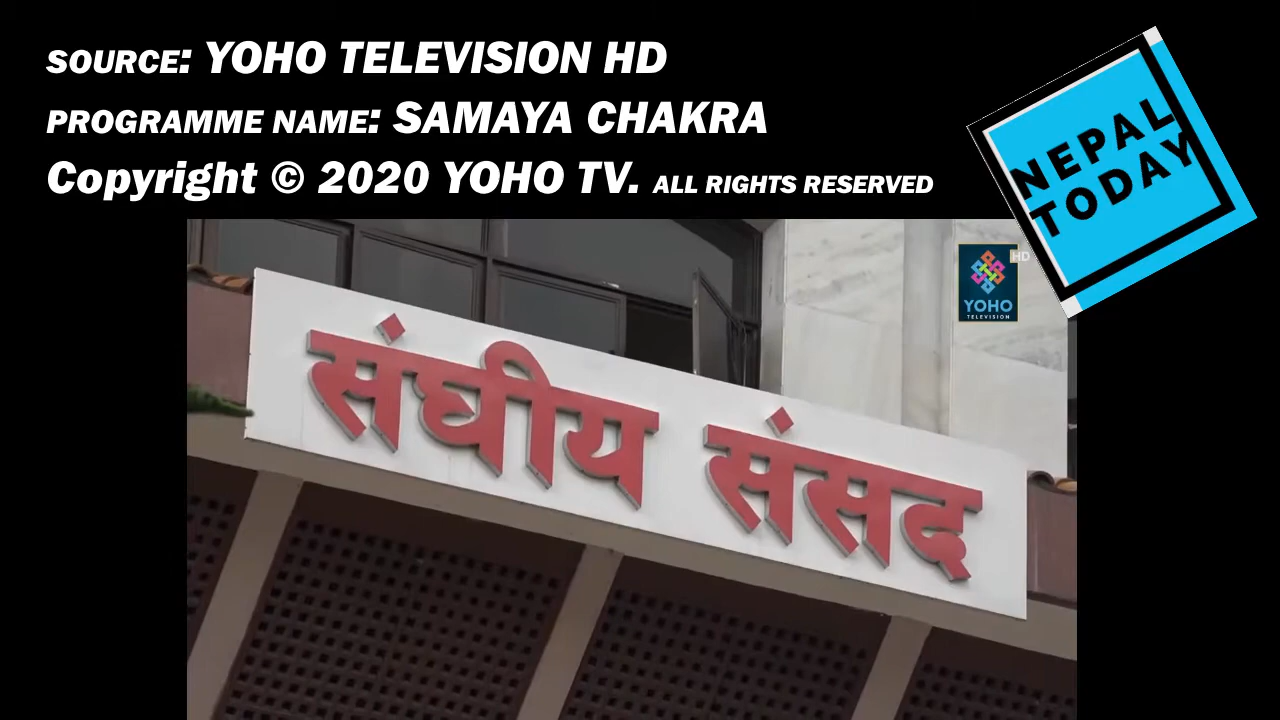 SOURCE: YOHO TELEVISION HD
PROGRAMME NAME: SAMAYA CHAKRA
Copyright © 2020 YOHO TV. ALL RIGHTS RESERVED
NEPAL
TODAY
HD
YOHO
TELEVISION
संघीय संसद